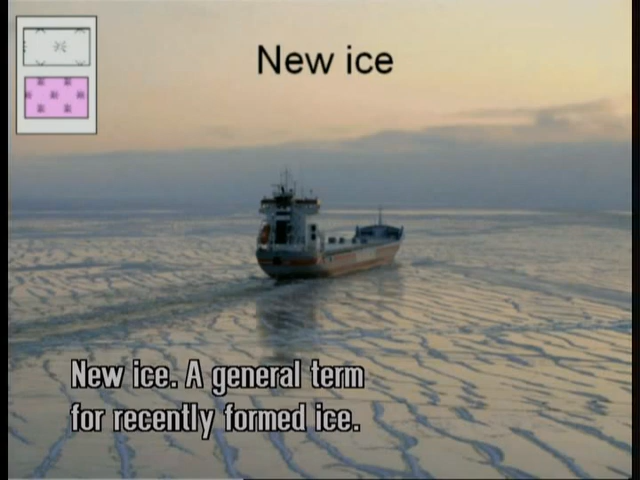 New ice
New ice. A general term
for recently formed ice.